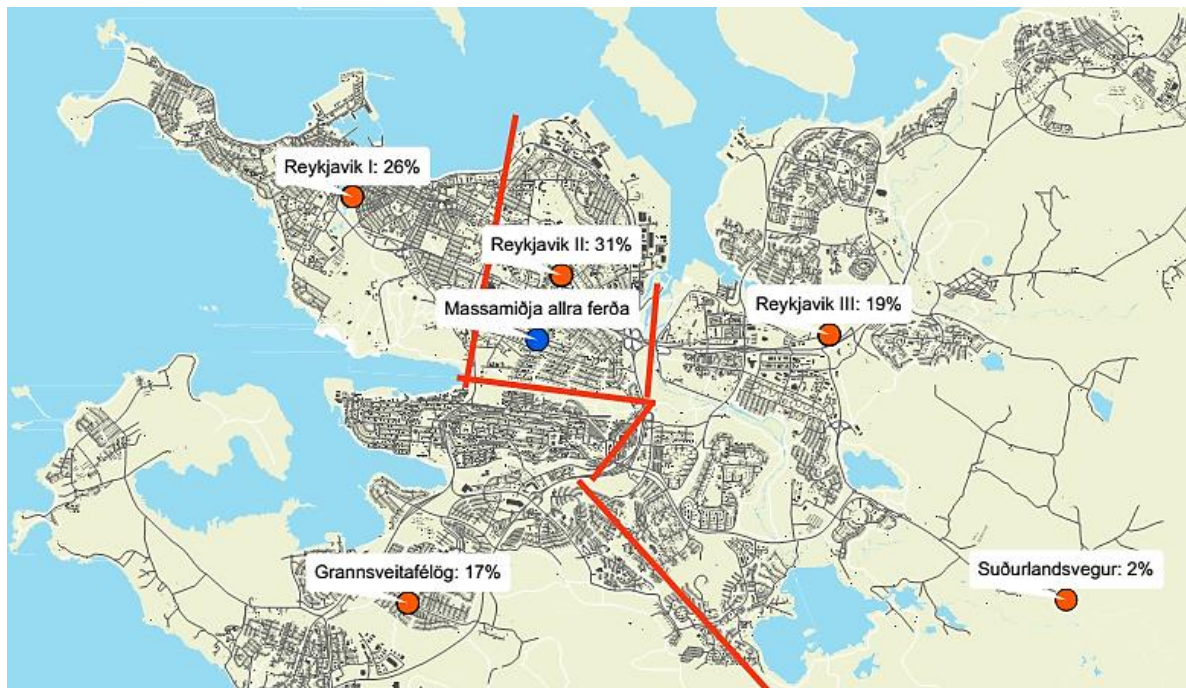 Reykjavik I: 26%
Reykjavik II: 31%
Massamiðja allra ferða
Reykjavik III: 19%
Grannsveitafélög: 17%
Suðurlandsvegur: 2%